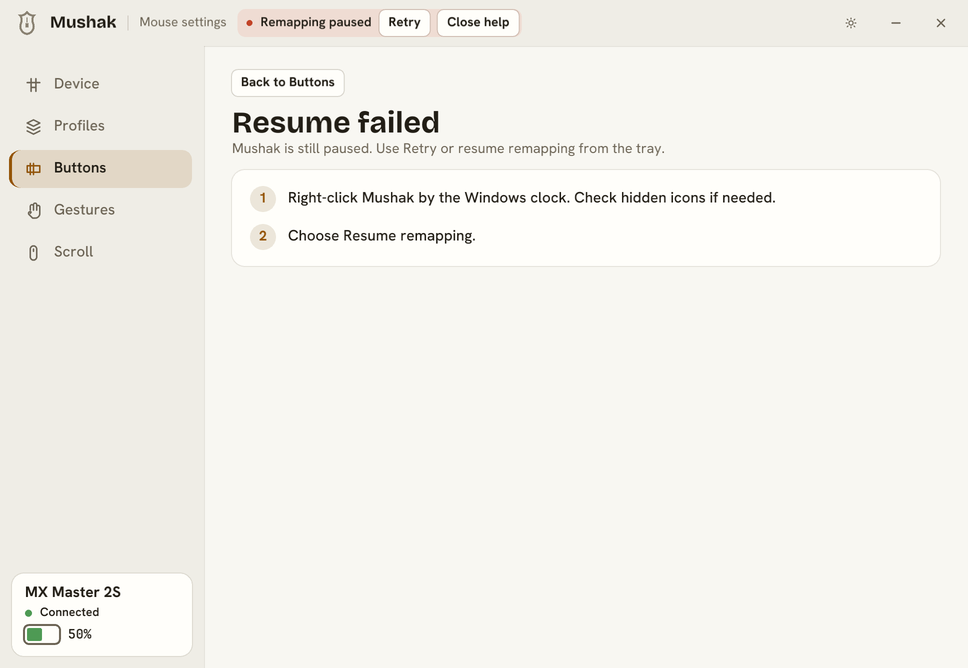 Mushak
Mouse settings
Remapping paused
Retry
Close help
Device
Profiles
Buttons
Gestures
Scroll
Back to Buttons
Resume failed
Mushak is still paused. Use Retry or resume remapping from the tray.
1 Right-click Mushak by the Windows clock. Check hidden icons if needed.
2 Choose Resume remapping.
MX Master 2S
Connected
50%